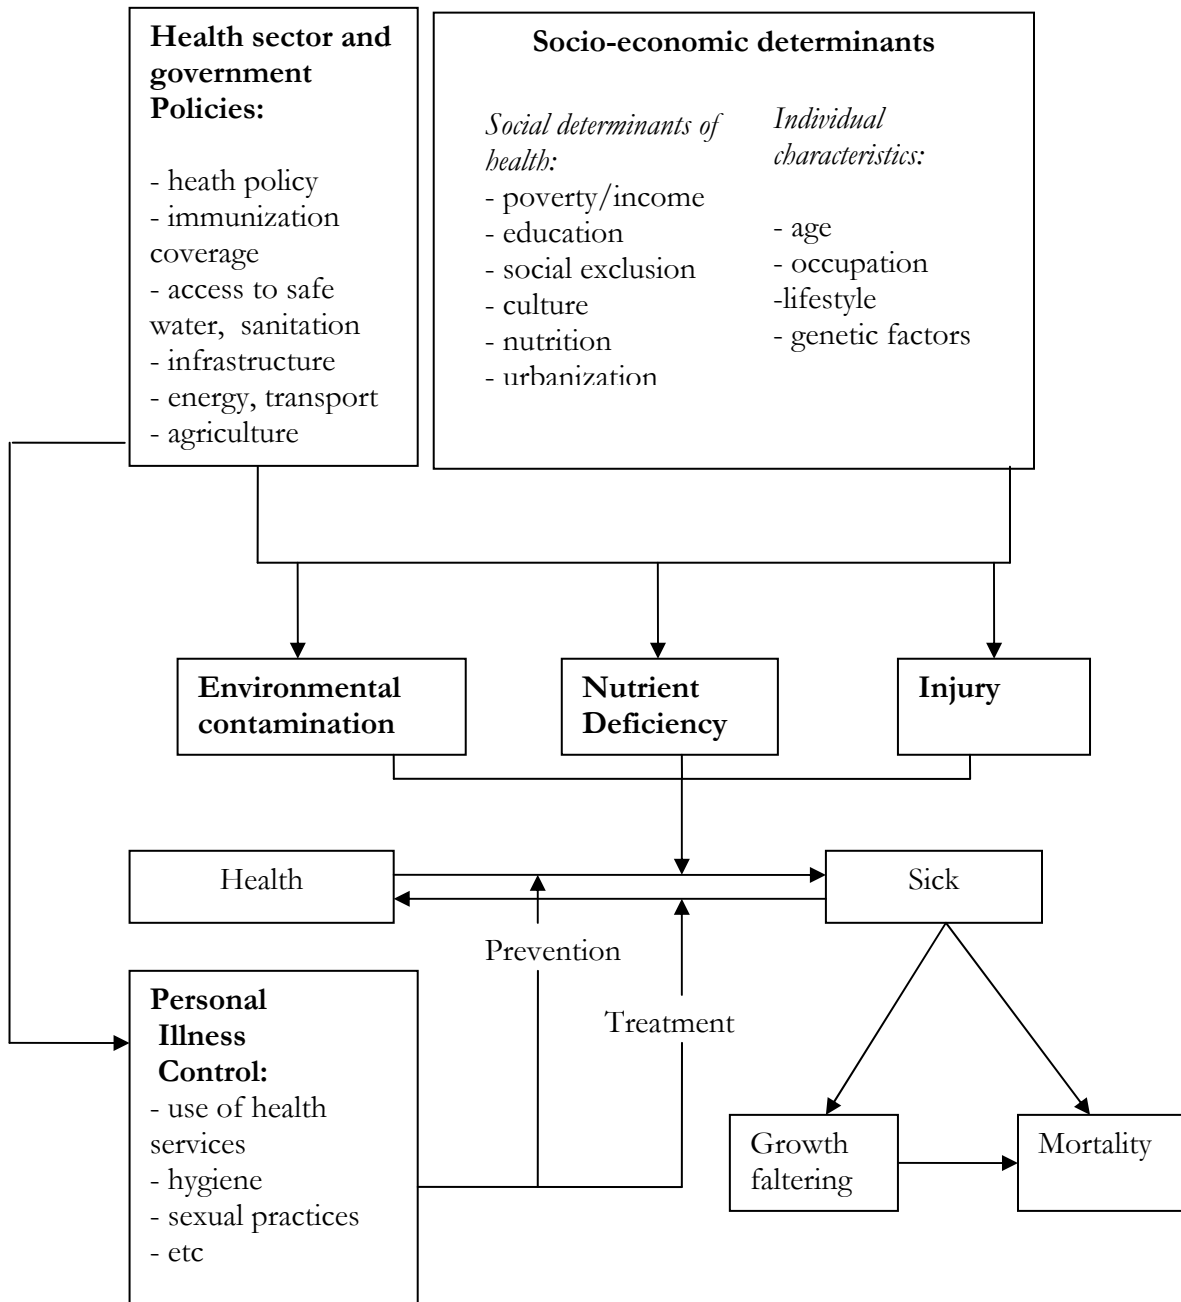 Health sector and
government
Policies:
- heath policy
- immunization
coverage
- access to safe
water, sanitation
- infrastructure
- energy, transport
- agriculture
Socio-economic determinants
Social determinants of
health:
- poverty/income
- education
- social exclusion
- culture
- nutrition
- urbanization
Individual
characteristics:
- age
- occupation
-lifestyle
- genetic factors
Environmental
contamination
Nutrient
Deficiency
Injury
Health
Sick
Prevention
Treatment
Personal
Illness
Control:
- use of health
services
- hygiene
- sexual practices
- etc
Growth
faltering
Mortality